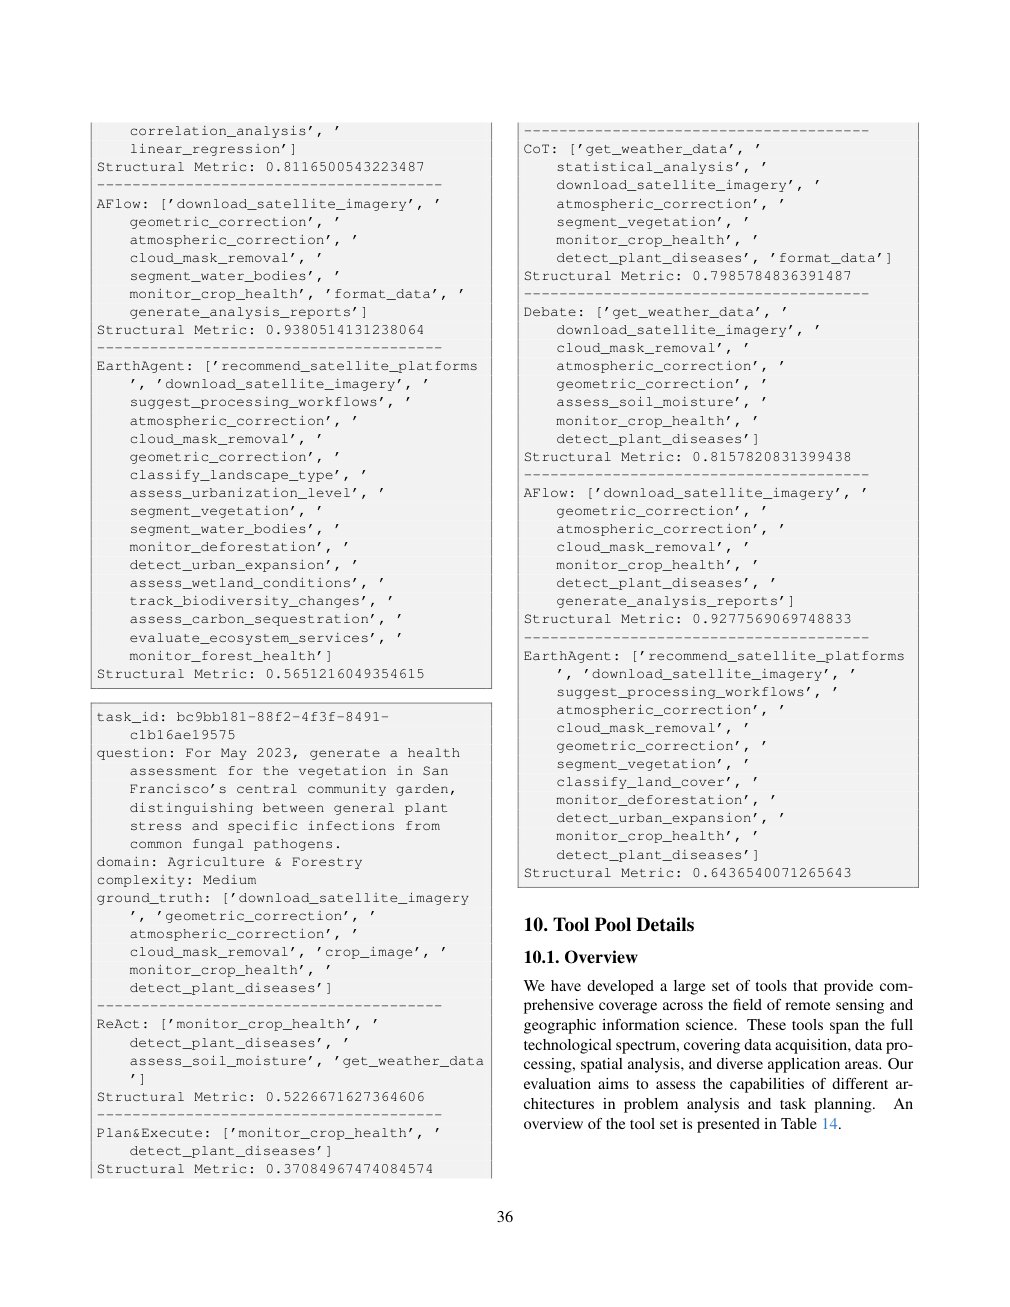 correlation_analysis', '
linear_regression']
Structural Metric: 0.8116500543223487
---------------------------------------
AFlow: ['download_satellite_imagery', '
geometric_correction', '
atmospheric_correction', '
cloud_mask_removal', '
segment_water_bodies', '
monitor_crop_health', 'format_data', '
generate_analysis_reports']
Structural Metric: 0.9380514131238064
---------------------------------------
EarthAgent: ['recommend_satellite_platforms
', 'download_satellite_imagery', '
suggest_processing_workflows', '
atmospheric_correction', '
cloud_mask_removal', '
geometric_correction', '
classify_landscape_type', '
assess_urbanization_level', '
segment_vegetation', '
segment_water_bodies', '
monitor_deforestation', '
detect_urban_expansion', '
assess_wetland_conditions', '
track_biodiversity_changes', '
assess_carbon_sequestration', '
evaluate_ecosystem_services', '
monitor_forest_health']
Structural Metric: 0.5651216049354615
task_id: bc9bb181-88f2-4f3f-8491-
c1b16ae19575
question: For May 2023, generate a health
assessment for the vegetation in San
Francisco's central community garden,
distinguishing between general plant
stress and specific infections from
common fungal pathogens.
domain: Agriculture & Forestry
complexity: Medium
ground_truth: ['download_satellite_imagery
', 'geometric_correction', '
atmospheric_correction', '
cloud_mask_removal', 'crop_image', '
monitor_crop_health', '
detect_plant_diseases']
---------------------------------------
ReAct: ['monitor_crop_health', '
detect_plant_diseases', '
assess_soil_moisture', 'get_weather_data
']
Structural Metric: 0.5226671627364606
---------------------------------------
Plan&Execute: ['monitor_crop_health', '
detect_plant_diseases']
Structural Metric: 0.37084967474084574
---------------------------------------
CoT: ['get_weather_data', '
statistical_analysis', '
download_satellite_imagery', '
atmospheric_correction', '
segment_vegetation', '
monitor_crop_health', '
detect_plant_diseases', 'format_data']
Structural Metric: 0.7985784836391487
---------------------------------------
Debate: ['get_weather_data', '
download_satellite_imagery', '
cloud_mask_removal', '
atmospheric_correction', '
geometric_correction', '
assess_soil_moisture', '
monitor_crop_health', '
detect_plant_diseases']
Structural Metric: 0.8157820831399438
---------------------------------------
AFlow: ['download_satellite_imagery', '
geometric_correction', '
atmospheric_correction', '
cloud_mask_removal', '
monitor_crop_health', '
detect_plant_diseases', '
generate_analysis_reports']
Structural Metric: 0.9277569069748833
---------------------------------------
EarthAgent: ['recommend_satellite_platforms
', 'download_satellite_imagery', '
suggest_processing_workflows', '
atmospheric_correction', '
cloud_mask_removal', '
geometric_correction', '
segment_vegetation', '
classify_land_cover', '
monitor_deforestation', '
detect_urban_expansion', '
monitor_crop_health', '
detect_plant_diseases']
Structural Metric: 0.6436540071265643
10. Tool Pool Details
10.1. Overview
We have developed a large set of tools that provide com-
prehensive coverage across the field of remote sensing and
geographic information science. These tools span the full
technological spectrum, covering data acquisition, data pro-
cessing, spatial analysis, and diverse application areas. Our
evaluation aims to assess the capabilities of different ar-
chitectures in problem analysis and task planning. An
overview of the tool set is presented in Table 14.
36